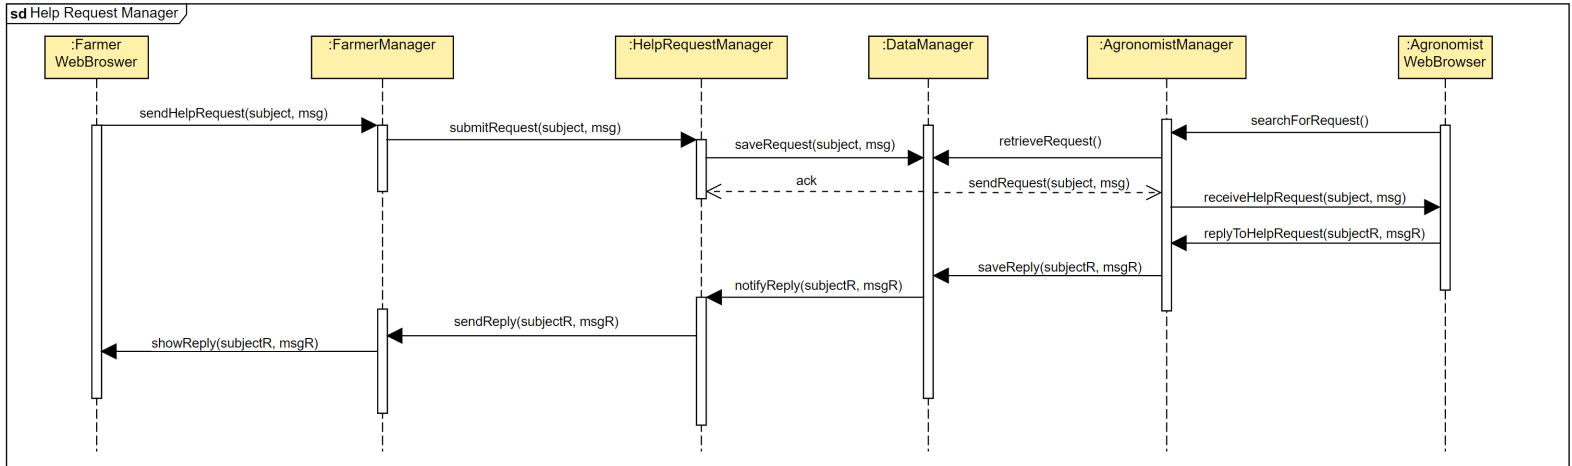 sd Help Request Manager
:Farmer
WebBroswer
:FarmerManager
:HelpRequestManager
:DataManager
:AgronomistManager
:Agronomist
WebBrowser
sendHelpRequest(subject, msg)
submitRequest(subject, msg)
searchForRequest()
saveRequest(subject, msg)
retrieveRequest()
ack
sendRequest(subject, msg)
receiveHelpRequest(subject, msg)
replyToHelpRequest(subjectR, msgR)
saveReply(subjectR, msgR)
notifyReply(subjectR, msgR)
sendReply(subjectR, msgR)
showReply(subjectR, msgR)